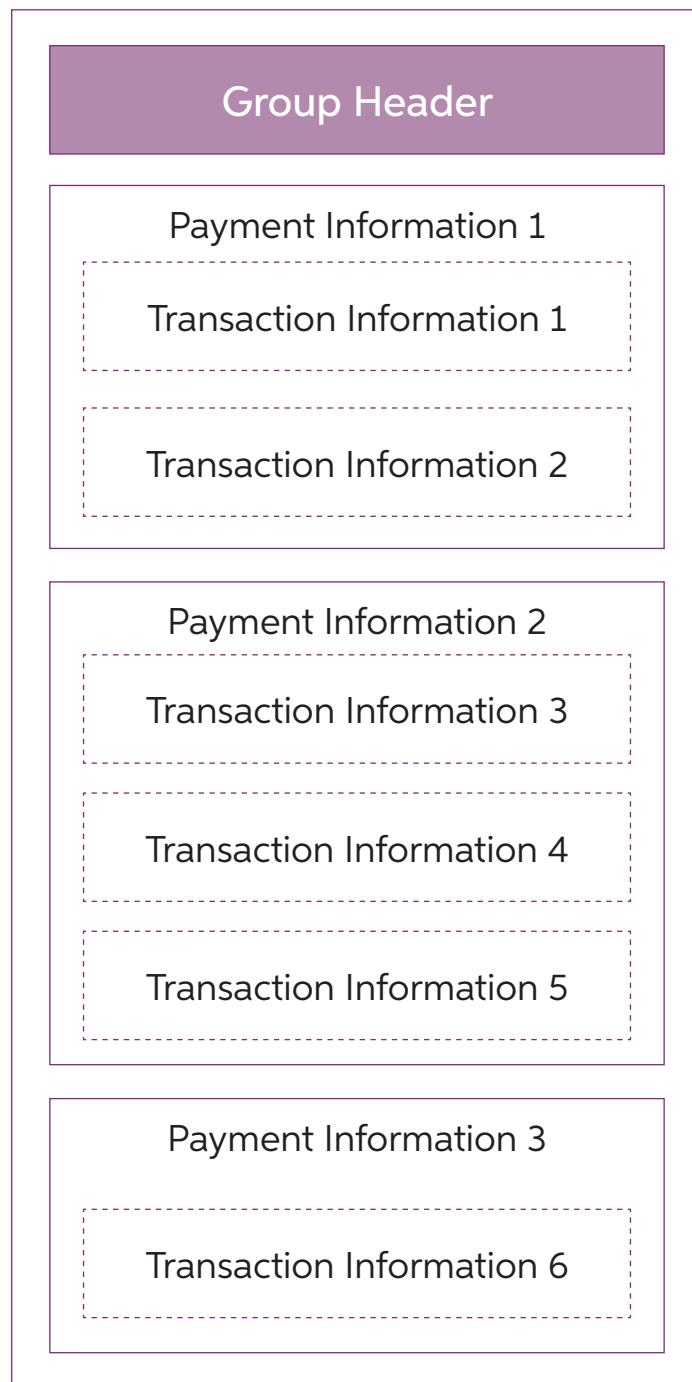 Group Header
Payment Information 1
Transaction Information 1
Transaction Information 2
Payment Information 2
Transaction Information 3
Transaction Information 4
Transaction Information 5
Payment Information 3
Transaction Information 6